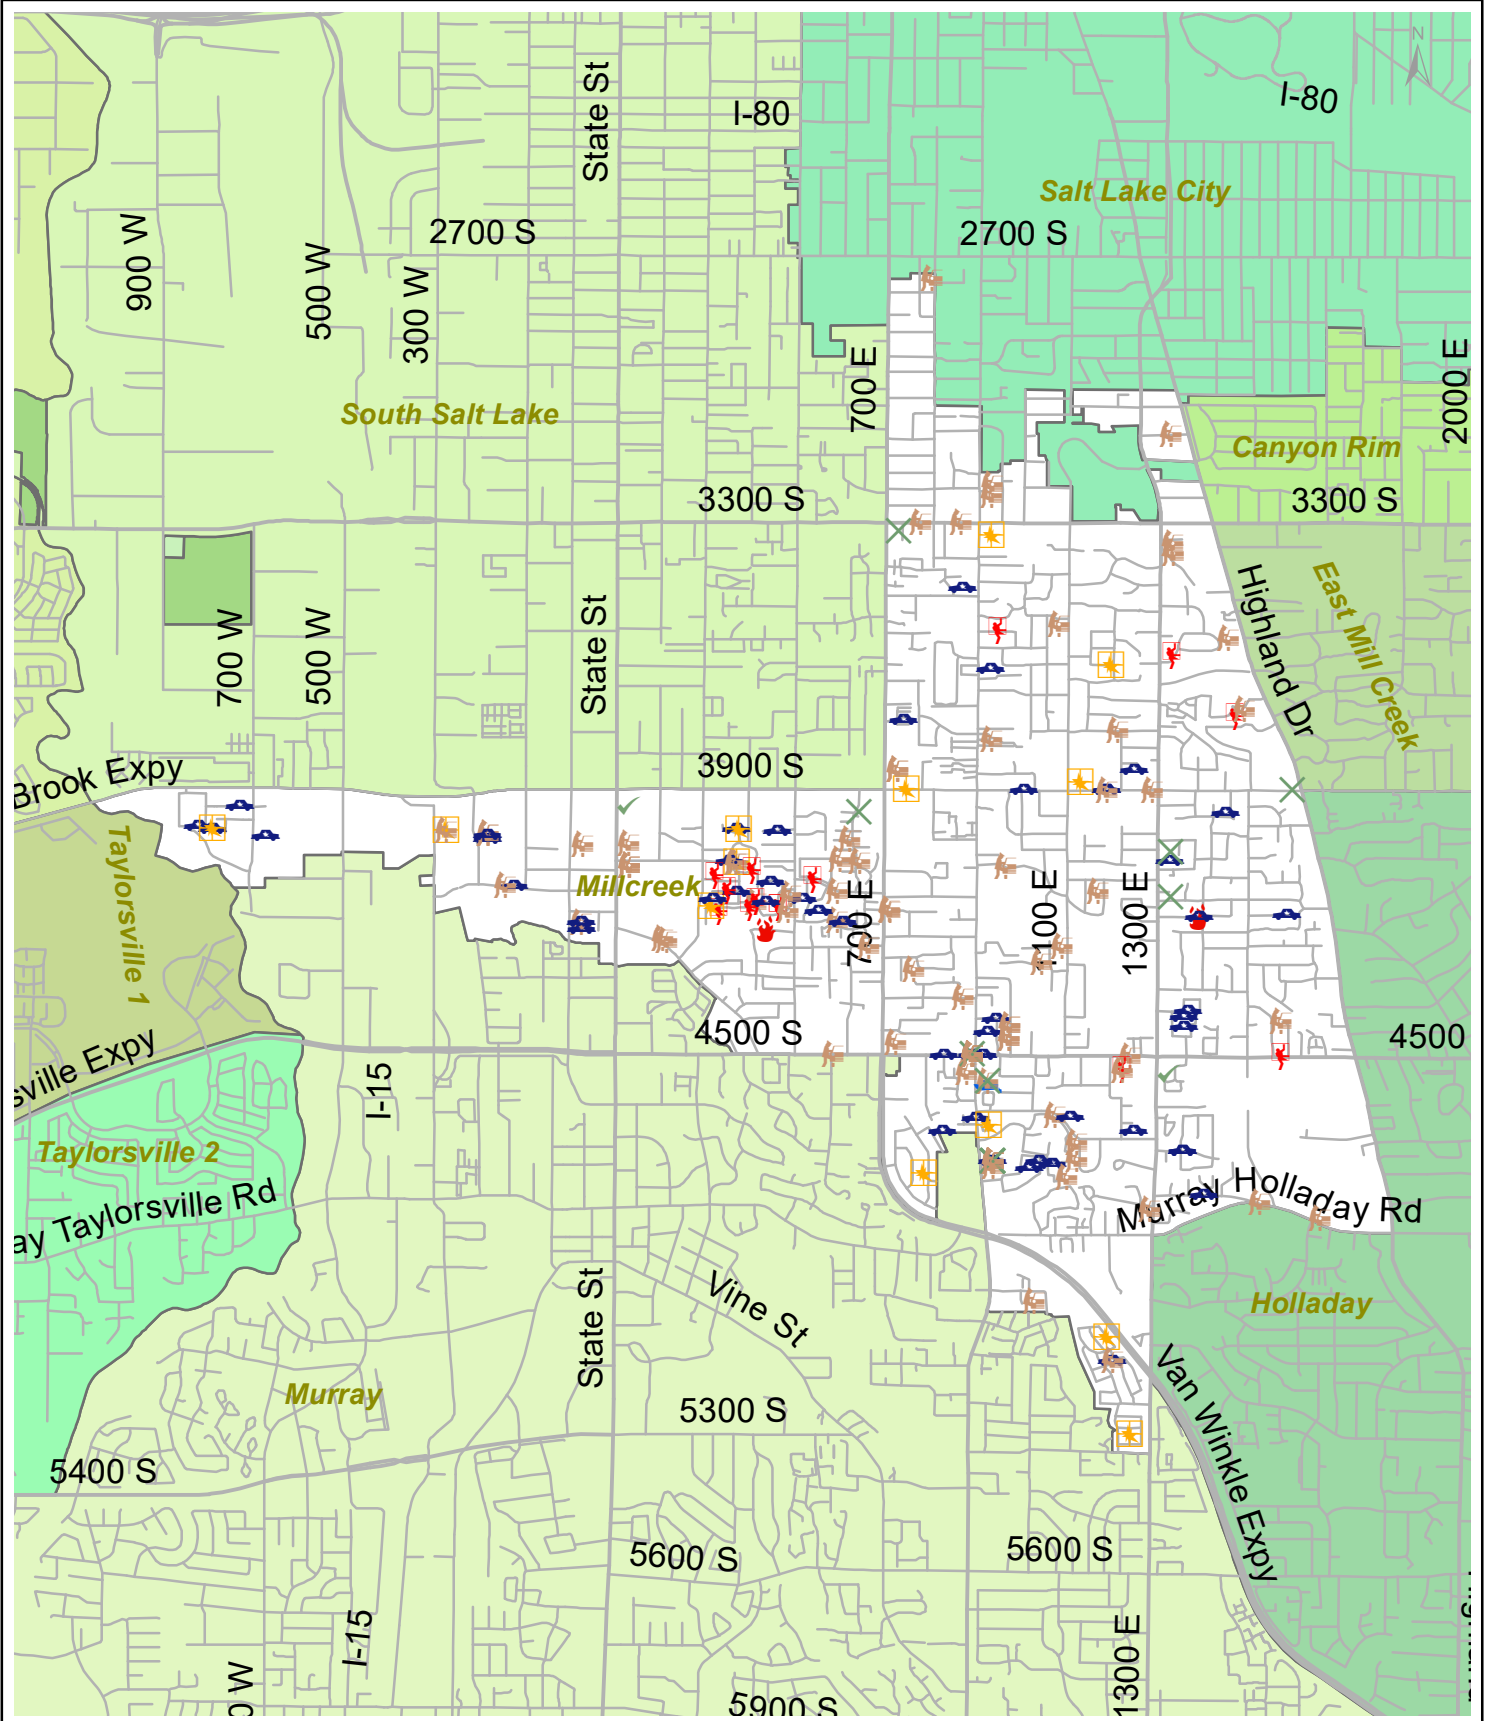 N
I-80
State St
I-80
Salt Lake City
900 W
2700 S
2700 S
500 W
300 W
700 E
2000 E
South Salt Lake
Canyon Rim
3300 S
3300 S
Highland Dr
East Mill Creek
700 W
500 W
State St
Brook Expy
3900 S
Taylorsville 1
Millcreek
700 E
1100 E
1300 E
4500 S
4500
sville Expy
I-15
Taylorsville 2
ay Taylorsville Rd
Murray Holladay Rd
State St
Vine St
Holladay
Murray
5300 S
Van Winkle Expy
5400 S
5600 S
5600 S
I-15
1300 E
0 W
5900 S